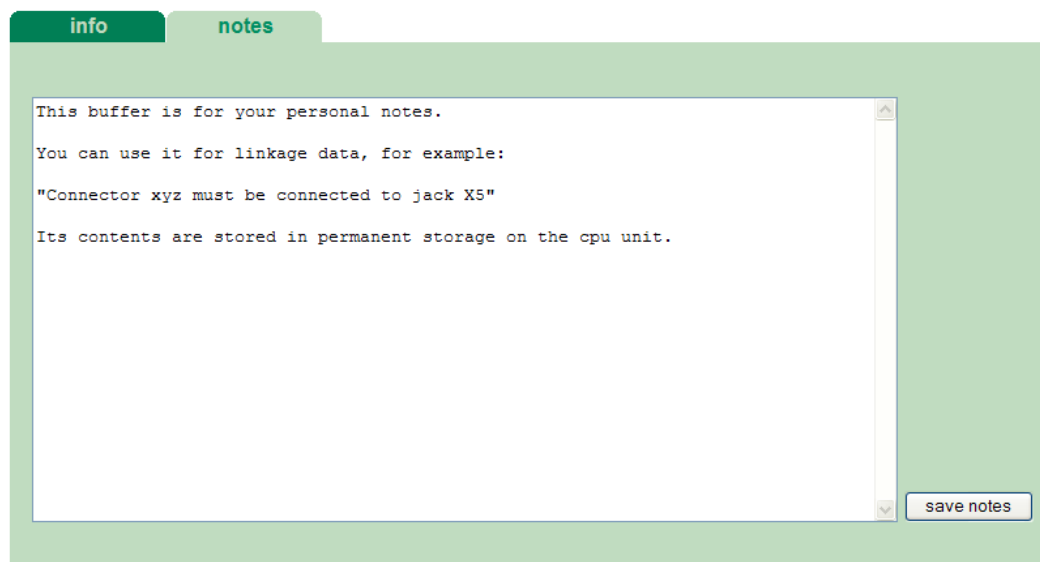 info
notes
This buffer is for your personal notes.
You can use it for linkage data, for example:
"Connector xyz must be connected to jack X5"
Its contents are stored in permanent storage on the cpu unit.
save notes